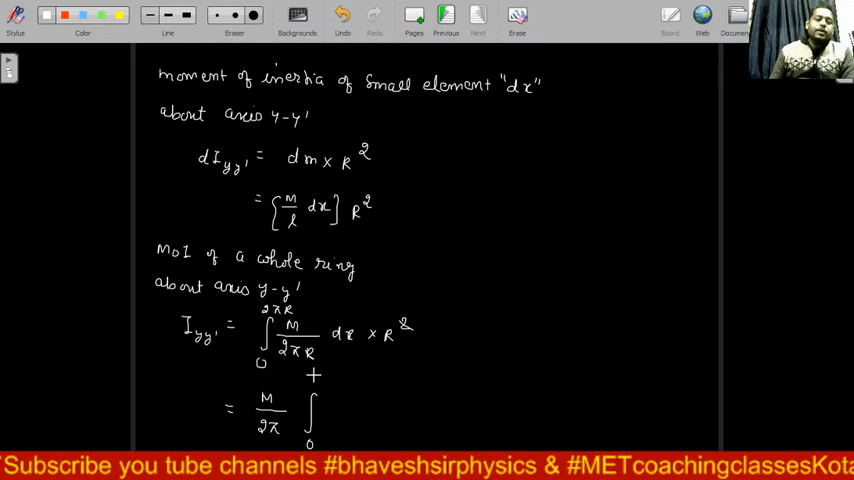 Stylus Color Line Eraser Backgrounds Undo Redo Pages Previous Next Erase Board Web
moment of inertia of small element "dx"
about axis y-y'
dI_yy' = dm × R²
= [M/l dx] R²
MOI of a whole ring
about axis y-y'
I_yy' = ∫₀^2πR M/2πR dx × R²
= M/2π ∫₀
Subscribe you tube channels #bhaveshsirphysics & #METcoachingclassesKota